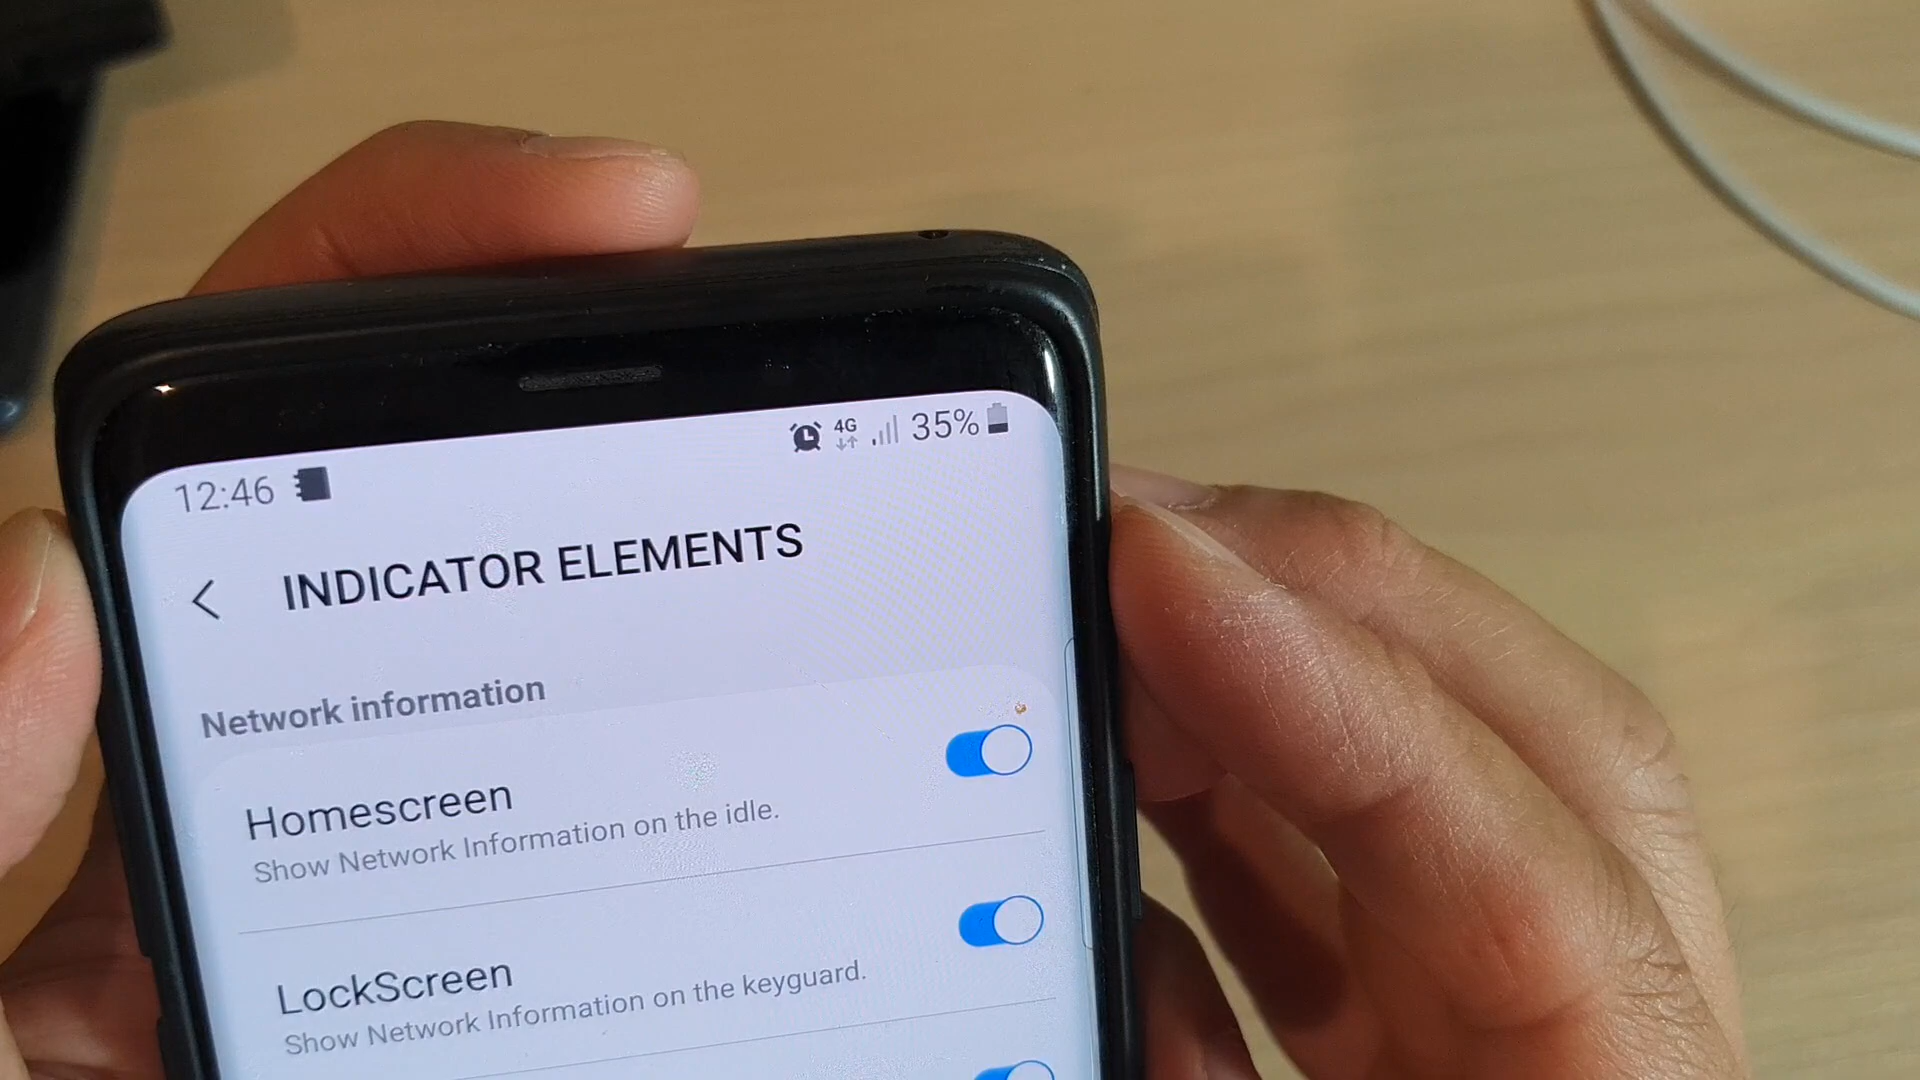 12:46
4G 35%
INDICATOR ELEMENTS
Network information
Homescreen
Show Network Information on the idle.
LockScreen
Show Network Information on the keyguard.